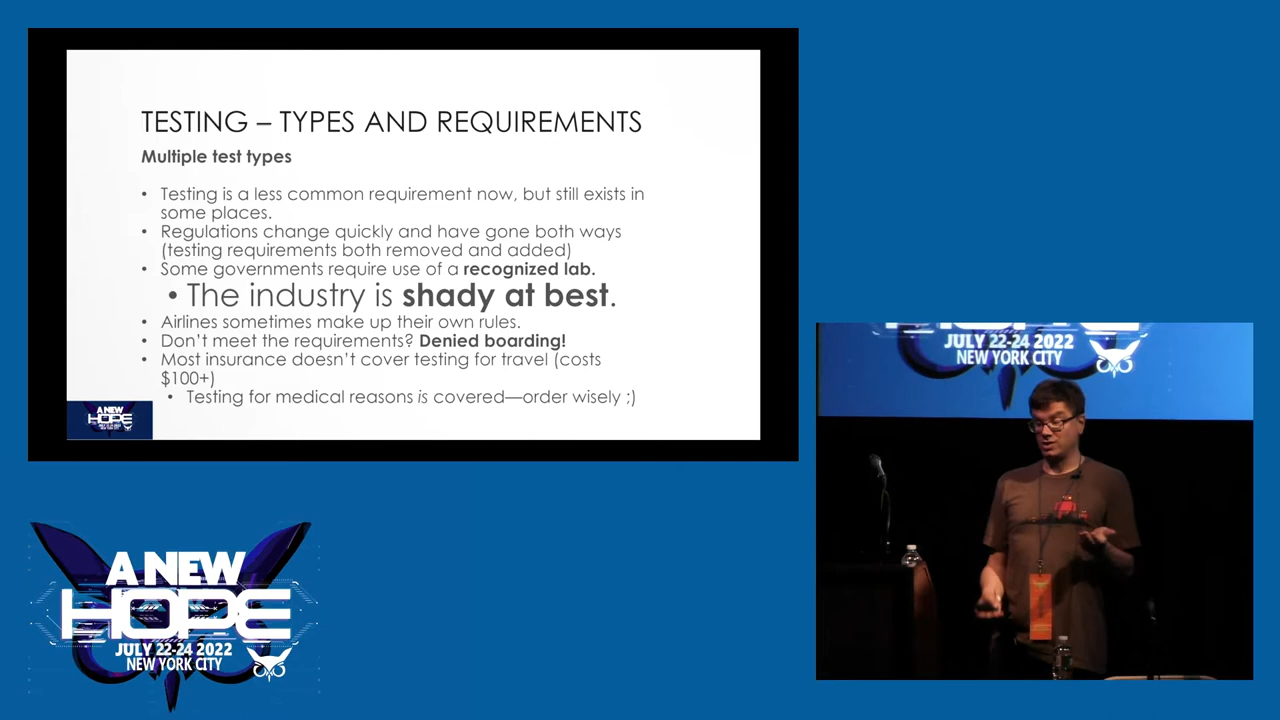 TESTING – TYPES AND REQUIREMENTS
Multiple test types
• Testing is a less common requirement now, but still exists in
some places.
• Regulations change quickly and have gone both ways
(testing requirements both removed and added)
• Some governments require use of a recognized lab.
• The industry is shady at best.
• Airlines sometimes make up their own rules.
• Don't meet the requirements? Denied boarding!
• Most insurance doesn't cover testing for travel (costs
$100+)
• Testing for medical reasons is covered—order wisely ;)
A NEW
HOPE
JULY 22-24 2022
NEW YORK CITY
A NEW
HOPE
JULY 22-24 2022
NEW YORK CITY